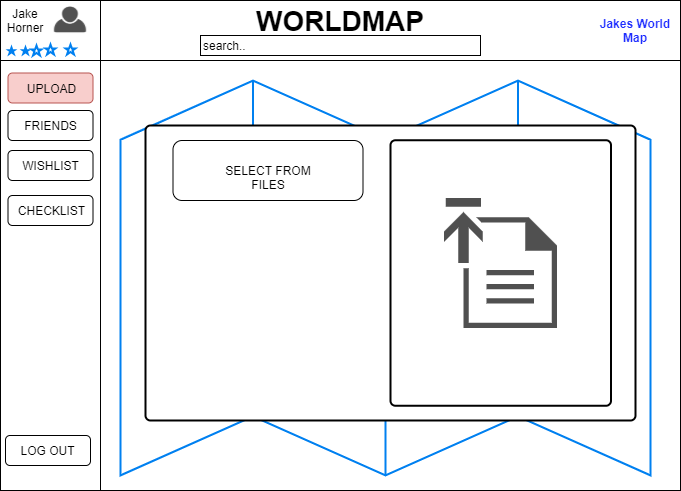 Jake
Horner
WORLDMAP
search..
Jakes World
Map
UPLOAD
FRIENDS
WISHLIST
CHECKLIST
SELECT FROM
FILES
LOG OUT